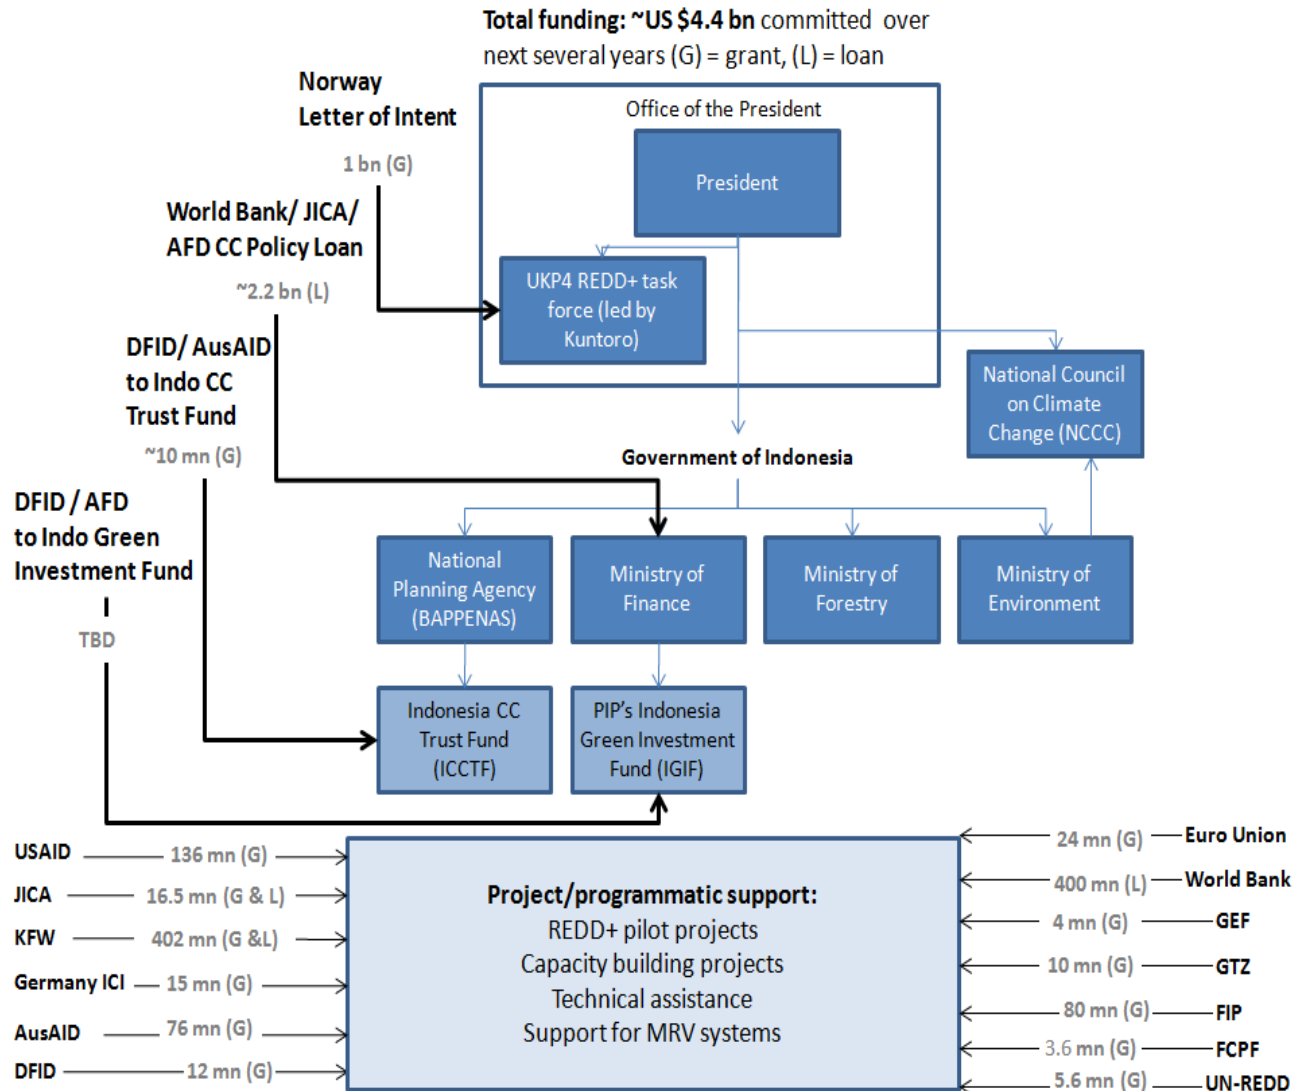 Total funding: ~US $4.4 bn committed over
next several years (G) = grant, (L) = loan
Norway
Letter of Intent
1 bn (G)
Office of the President
President
World Bank/ JICA/
AFD CC Policy Loan
~2.2 bn (L)
UKP4 REDD+ task
force (led by
Kuntoro)
DFID/ AusAID
to Indo CC
Trust Fund
~10 mn (G)
National Council
on Climate
Change (NCCC)
Government of Indonesia
DFID / AFD
to Indo Green
Investment Fund
TBD
National
Planning Agency
(BAPPENAS)
Ministry of
Finance
Ministry of
Forestry
Ministry of
Environment
Indonesia CC
Trust Fund
(ICCTF)
PIP's Indonesia
Green Investment
Fund (IGIF)
USAID 136 mn (G)
JICA 16.5 mn (G & L)
KFW 402 mn (G &L)
Germany ICI 15 mn (G)
AusAID 76 mn (G)
DFID 12 mn (G)
Project/programmatic support:
REDD+ pilot projects
Capacity building projects
Technical assistance
Support for MRV systems
24 mn (G) Euro Union
400 mn (L) World Bank
4 mn (G) GEF
10 mn (G) GTZ
80 mn (G) FIP
3.6 mn (G) FCPF
5.6 mn (G) UN-REDD